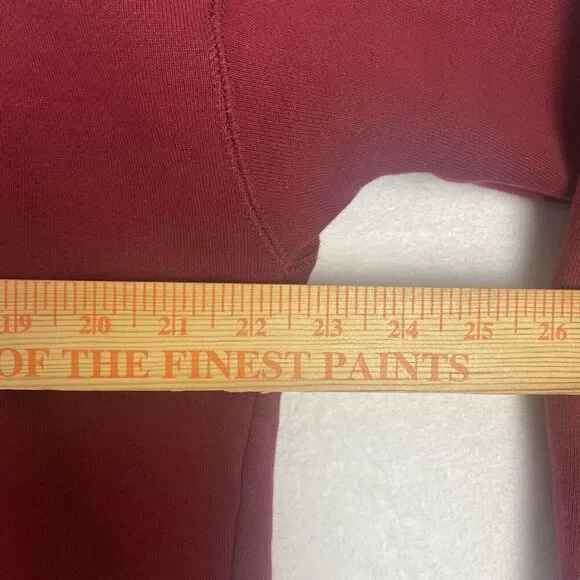 19 20 21 22 23 24 25 26
OF THE FINEST PAINTS